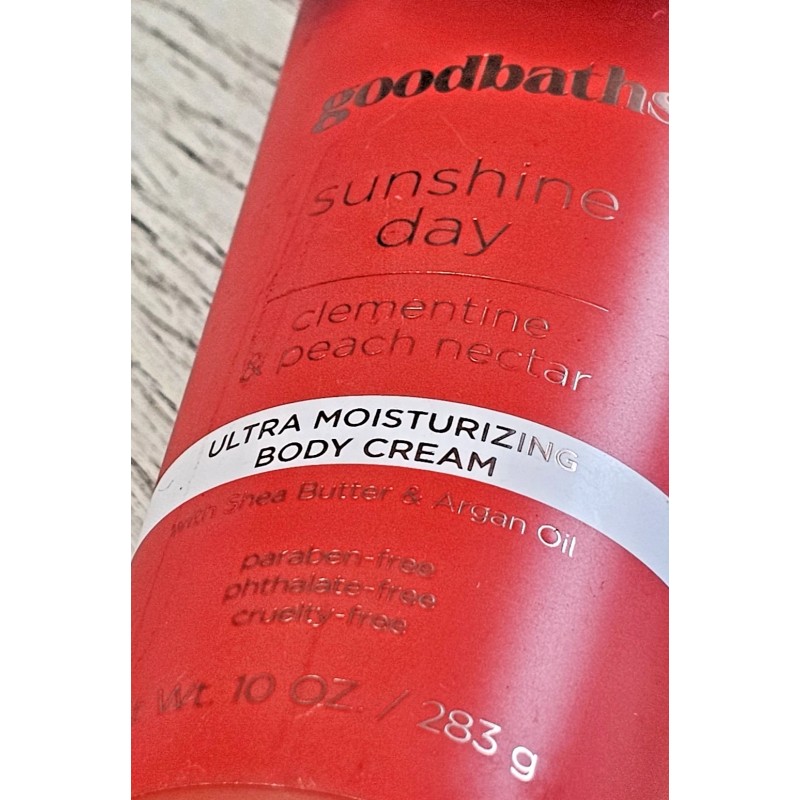 goodbaths
sunshine
day
clementine
& peach nectar
ULTRA MOISTURIZING
BODY CREAM
with Shea Butter & Argan Oil
paraben-free
phthalate-free
cruelty-free
Wt. 10 OZ. / 283 g